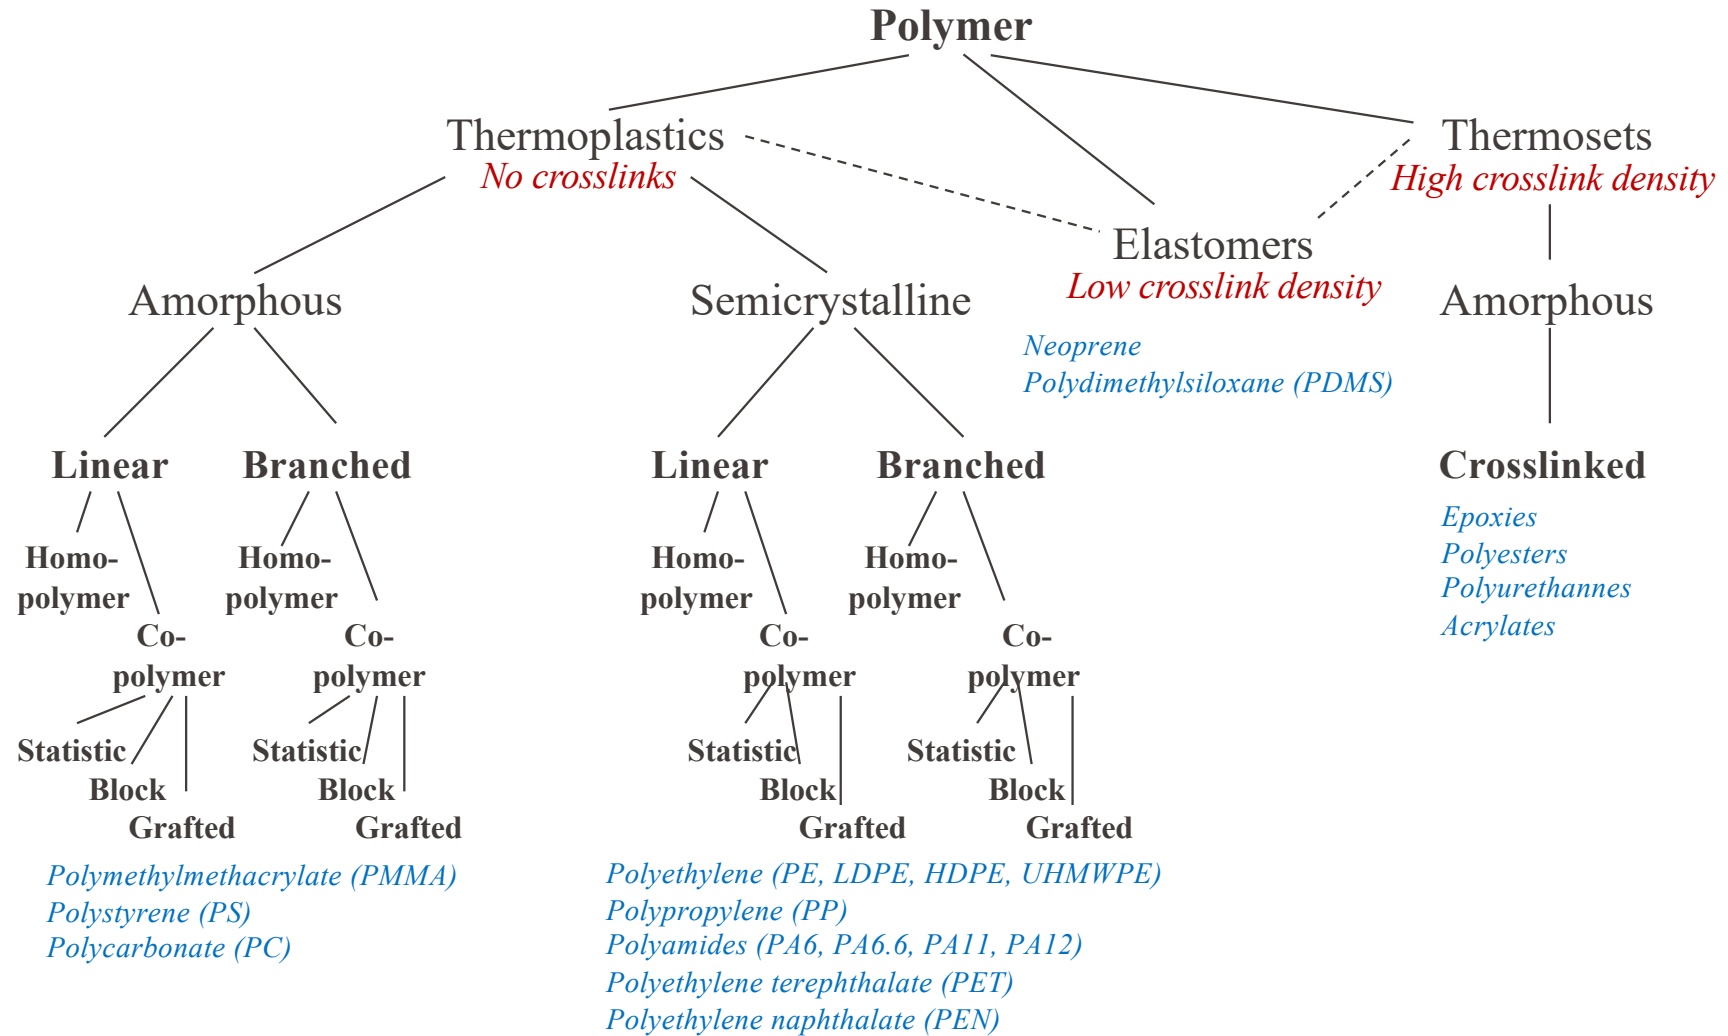 Polymer
Thermoplastics
No crosslinks
Thermosets
High crosslink density
Elastomers
Low crosslink density
Neoprene
Polydimethylsiloxane (PDMS)
Amorphous
Semicrystalline
Amorphous
Linear
Branched
Linear
Branched
Crosslinked
Epoxies
Polyesters
Polyurethannes
Acrylates
Homo-
polymer
Homo-
polymer
Homo-
polymer
Homo-
polymer
Co-
polymer
Co-
polymer
Co-
polymer
Co-
polymer
Statistic
Block
Grafted
Statistic
Block
Grafted
Statistic
Block
Grafted
Statistic
Block
Grafted
Polymethylmethacrylate (PMMA)
Polystyrene (PS)
Polycarbonate (PC)
Polyethylene (PE, LDPE, HDPE, UHMWPE)
Polypropylene (PP)
Polyamides (PA6, PA6.6, PA11, PA12)
Polyethylene terephthalate (PET)
Polyethylene naphthalate (PEN)